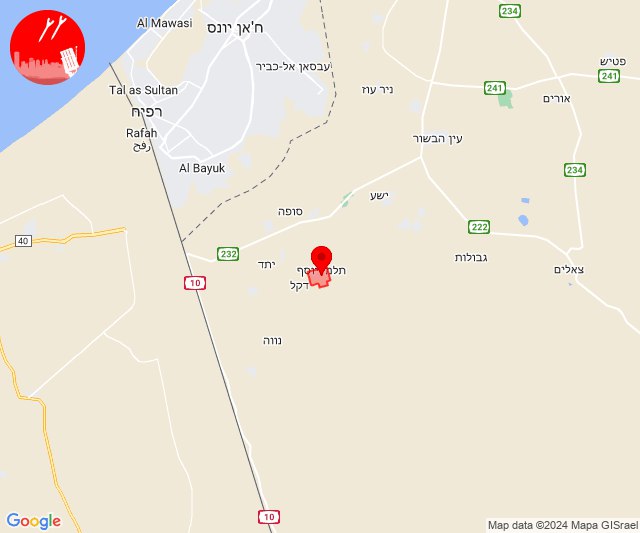 Al Mawasi
ח'אן יונס
234
פטיש
עבסאן אל-כביר
241
241
Tal as Sultan
ניר עוז
אורים
רפיח
Rafah
رفح
עין הבשור
Al Bayuk
234
ישע
סופה
222
40
232
יתד
גבולות
צאלים
דקל
10
נווה
10
Google
Map data ©2024 Mapa GISrael